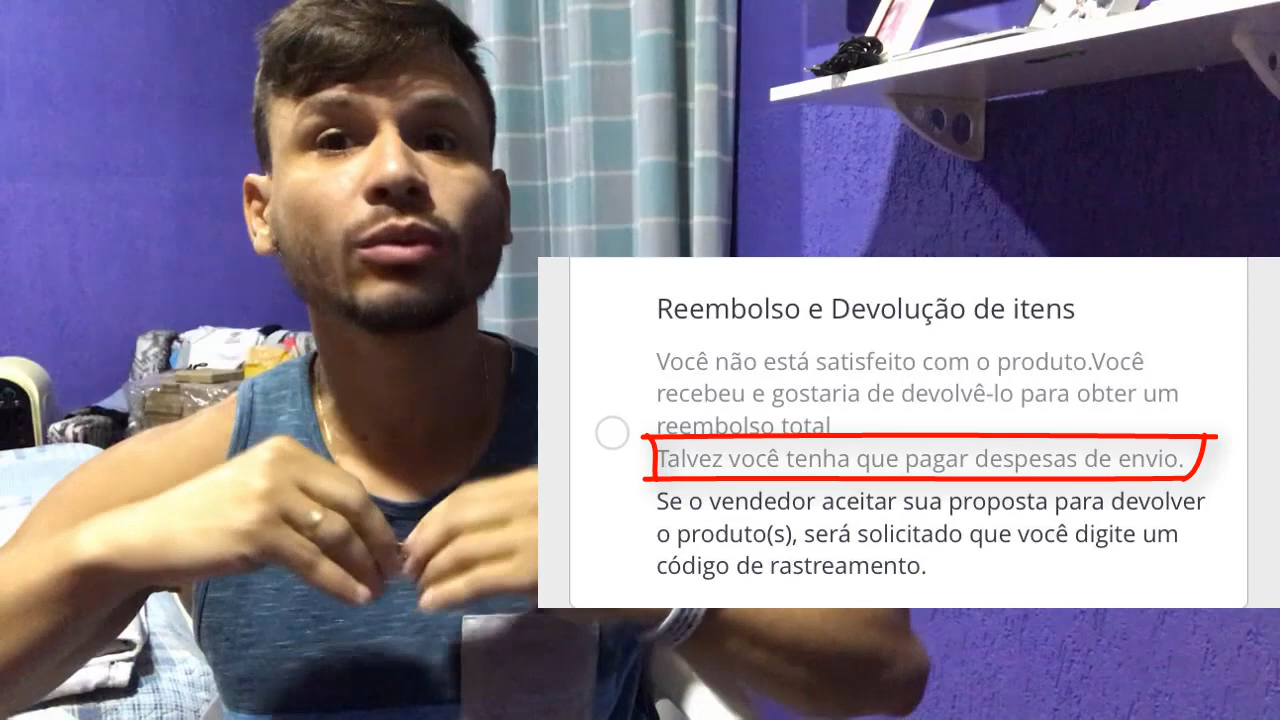 Reembolso e Devolução de itens
Você não está satisfeito com o produto.Você
recebeu e gostaria de devolvê-lo para obter um
reembolso total
Talvez você tenha que pagar despesas de envio.
Se o vendedor aceitar sua proposta para devolver
o produto(s), será solicitado que você digite um
código de rastreamento.